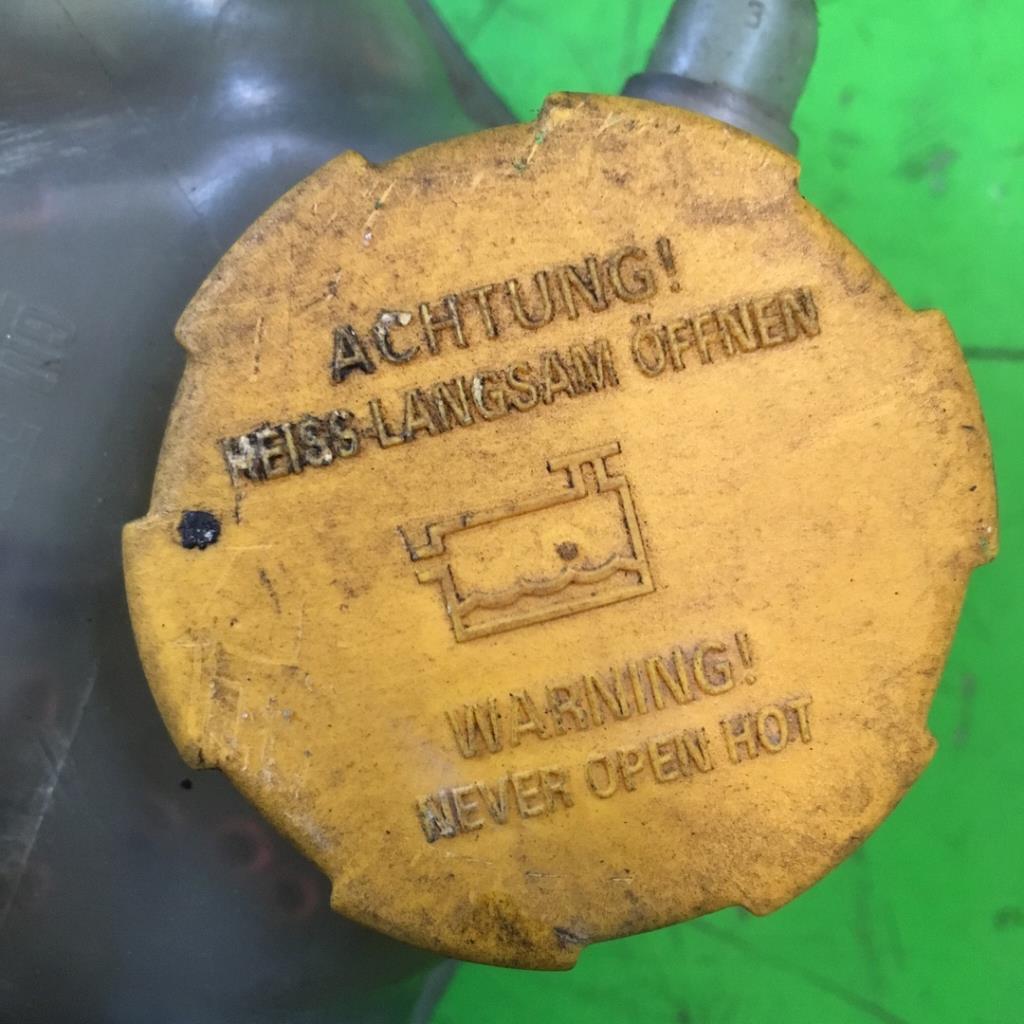 ACHTUNG!
HEISS-LANGSAM ÖFFNEN
WARNING!
NEVER OPEN HOT